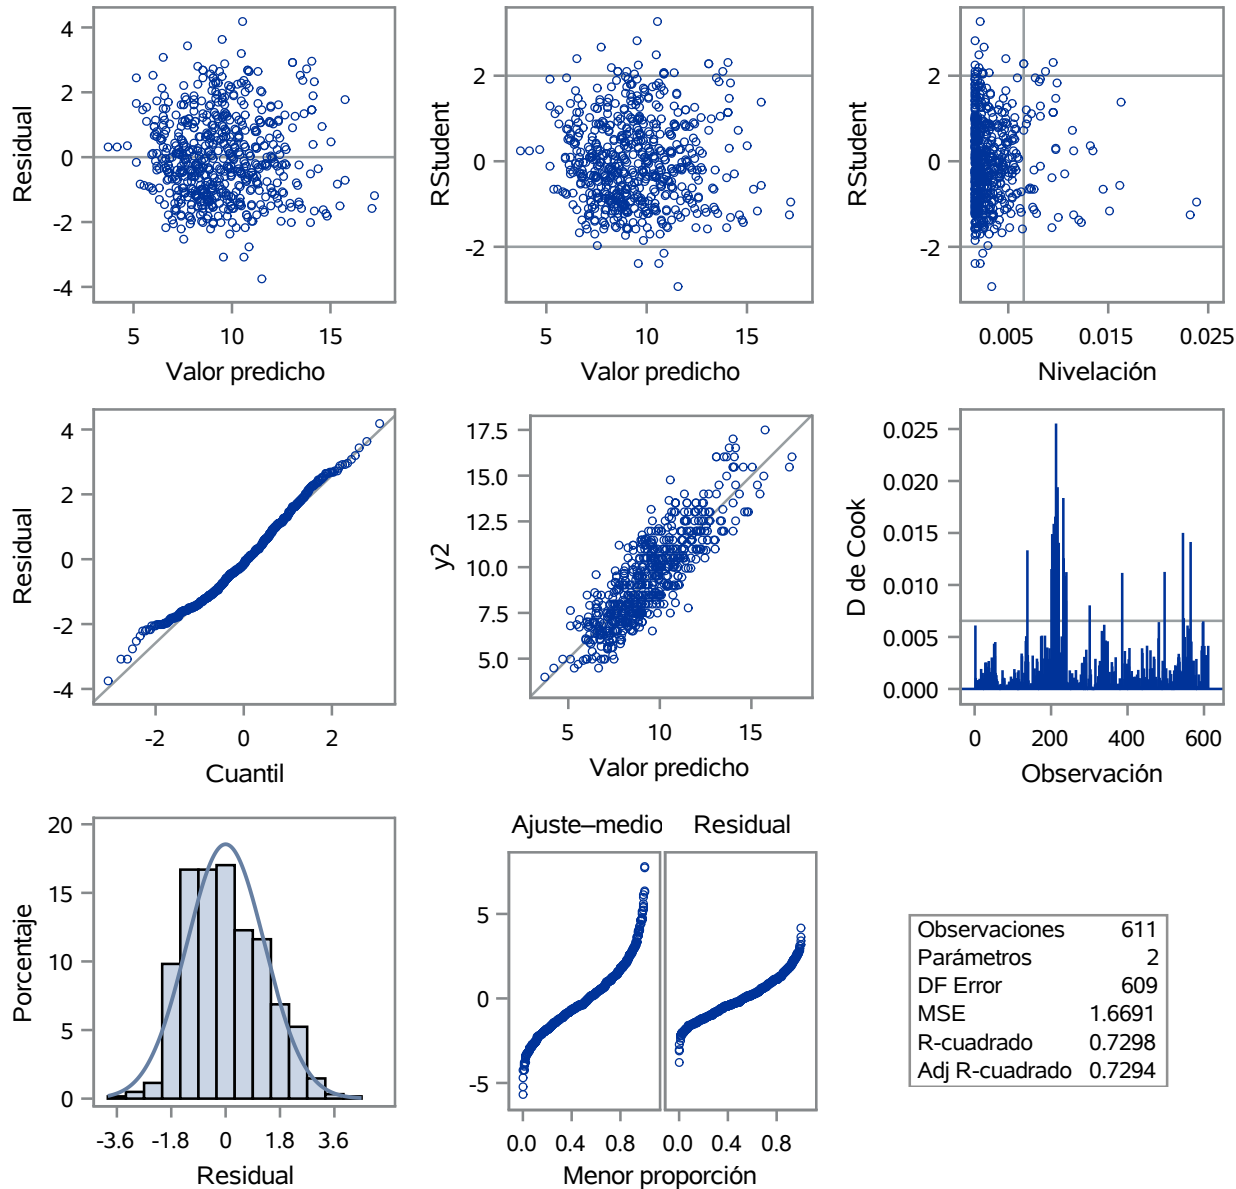 4
2
0
-2
-4
Residual
5
10
15
Valor predicho
2
0
-2
RStudent
5
10
15
Valor predicho
2
0
-2
RStudent
0.005
0.015
0.025
Nivelación
4
2
0
-2
-4
Residual
-2
0
2
Cuantil
17.5
15.0
12.5
10.0
7.5
5.0
y2
5
10
15
Valor predicho
0.025
0.020
0.015
0.010
0.005
0.000
D de Cook
0
200
400
600
Observación
20
15
10
5
0
Porcentaje
-3.6
-1.8
0
1.8
3.6
Residual
Ajuste–medio
Residual
5
0
-5
0.0
0.4
0.8
0.0
0.4
0.8
Menor proporción
Observaciones 611
Parámetros 2
DF Error 609
MSE 1.6691
R-cuadrado 0.7298
Adj R-cuadrado 0.7294